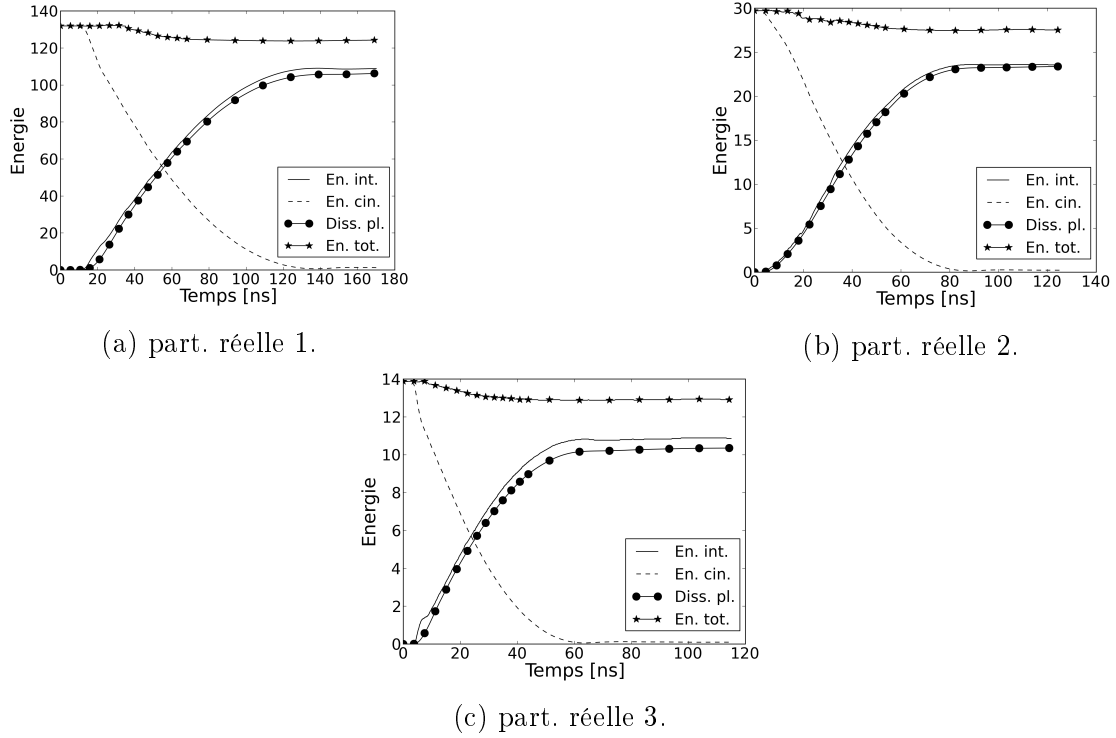 140
120
100
80
60
40
20
0
Energie
0 20 40 60 80 100 120 140 160 180
Temps [ns]
En. int.
En. cin.
Diss. pl.
En. tot.
(a) part. réelle 1.
30
25
20
15
10
5
0
Energie
0 20 40 60 80 100 120 140
Temps [ns]
En. int.
En. cin.
Diss. pl.
En. tot.
(b) part. réelle 2.
14
12
10
8
6
4
2
0
Energie
0 20 40 60 80 100 120
Temps [ns]
En. int.
En. cin.
Diss. pl.
En. tot.
(c) part. réelle 3.